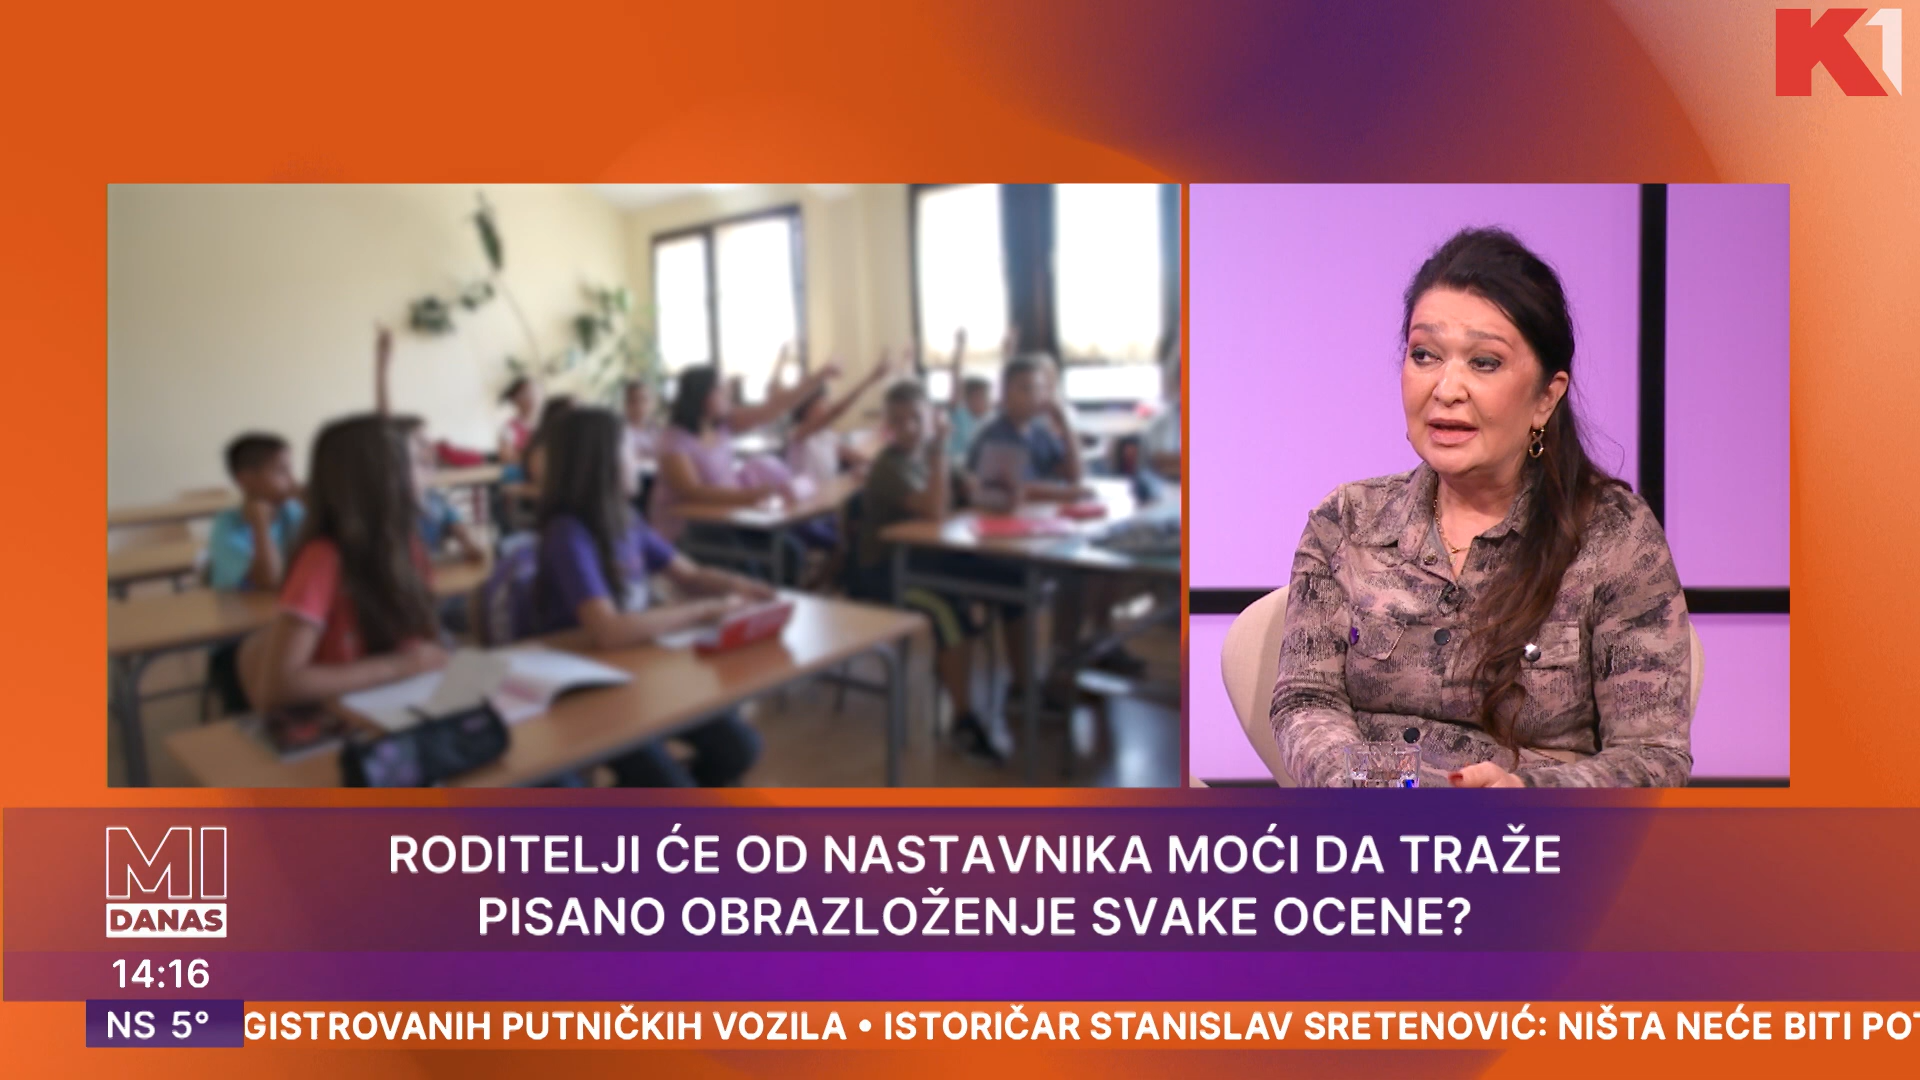 K1
RODITELJI ĆE OD NASTAVNIKA MOĆI DA TRAŽE
PISANO OBRAZLOŽENJE SVAKE OCENE?
MI
DANAS
14:16
NS 5°
GISTROVANIH PUTNIČKIH VOZILA • ISTORIČAR STANISLAV SRETENOVIĆ: NIŠTA NEĆE BITI POT